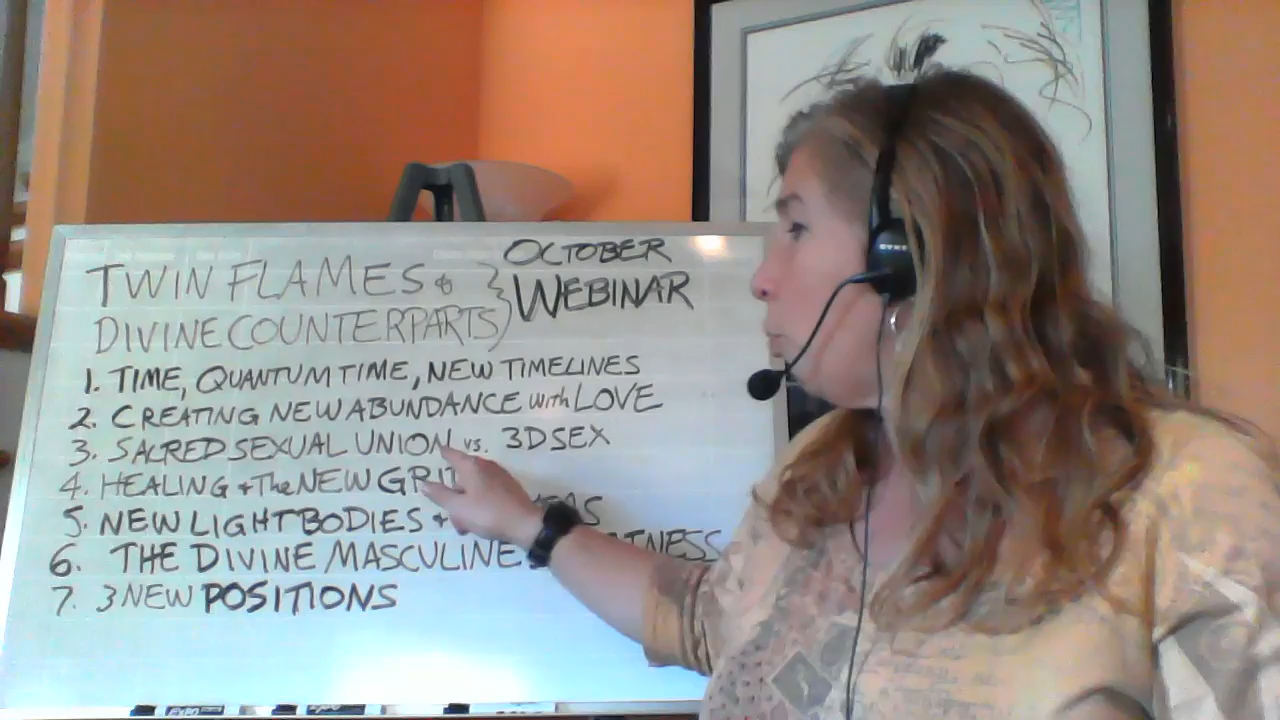 OCTOBER
TWIN FLAMES & } WEBINAR
DIVINE COUNTERPARTS
1. TIME, QUANTUM TIME, NEW TIMELINES
2. CREATING NEW ABUNDANCE with LOVE
3. SACRED SEXUAL UNION vs. 3D SEX
4. HEALING + The NEW
5. NEW LIGHT BODIES +
6. THE DIVINE MASCULINE
7. 3 NEW POSITIONS